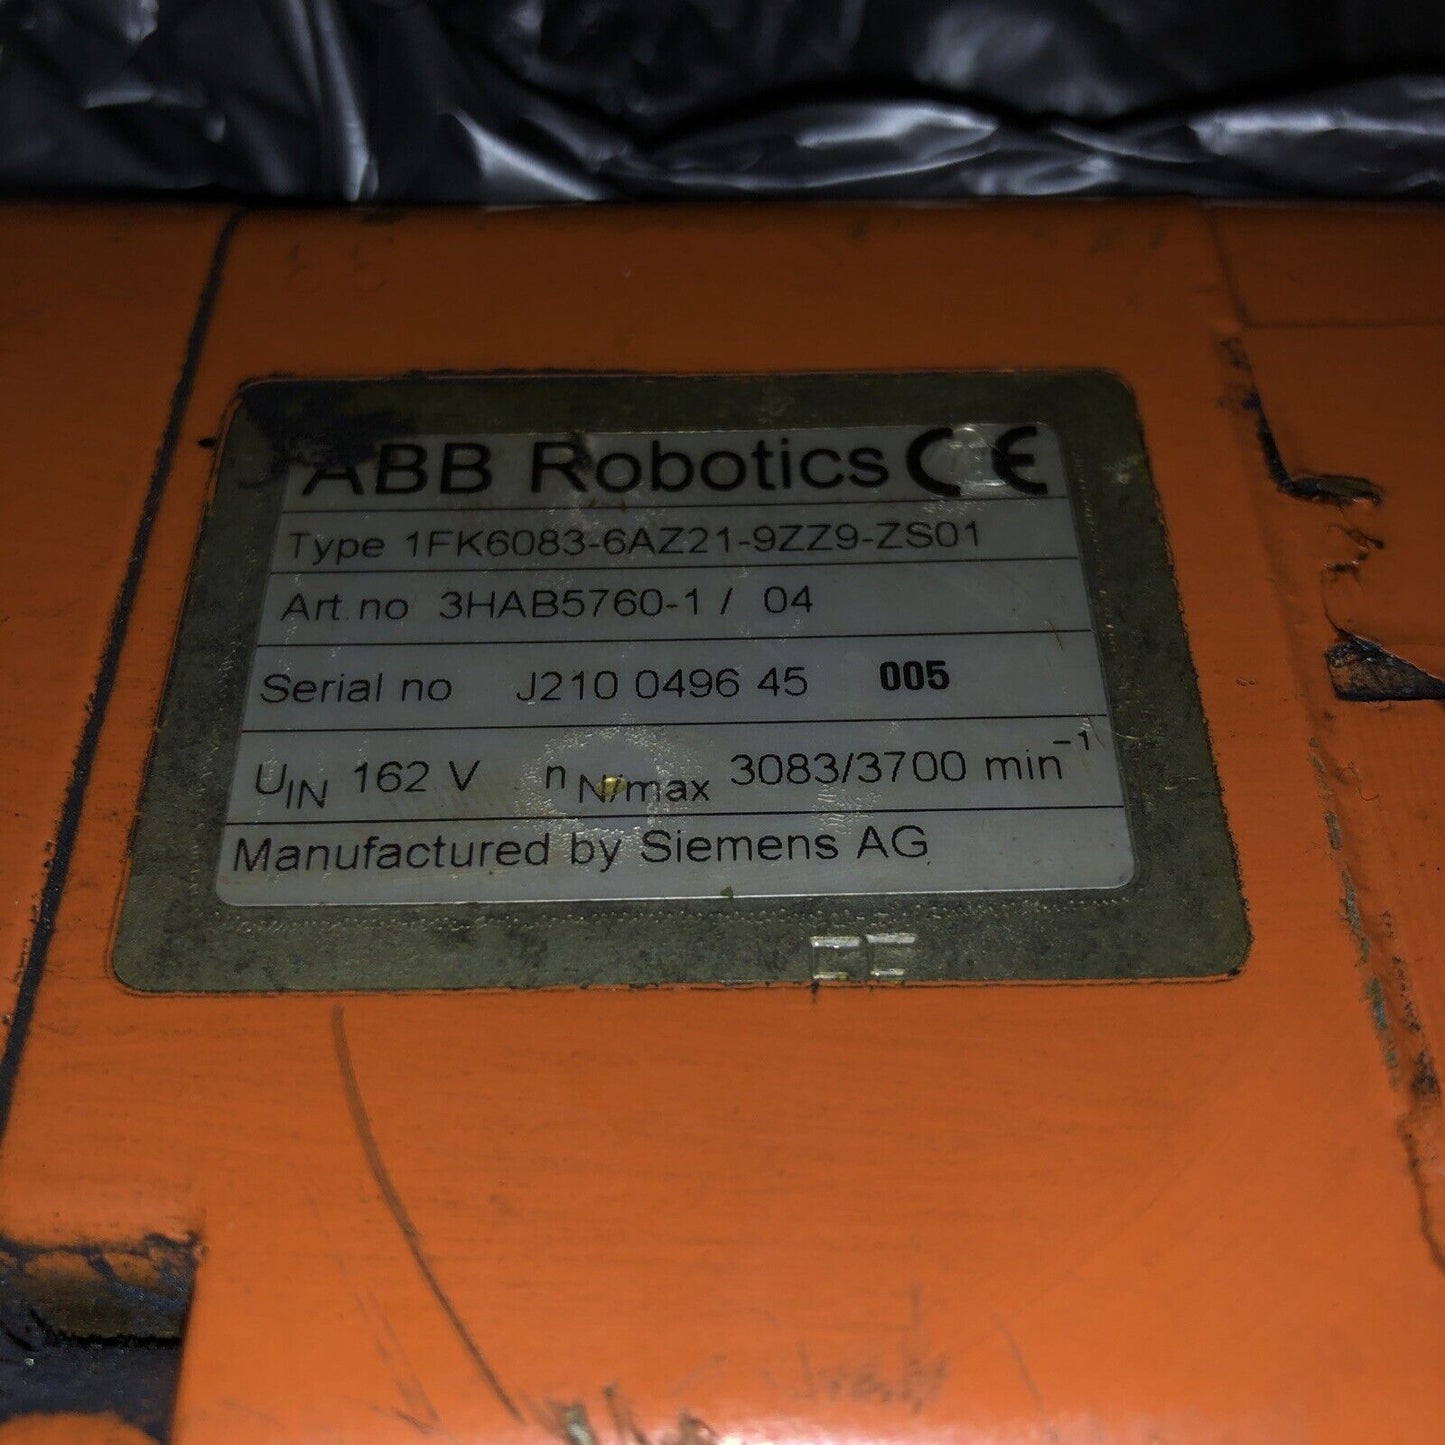 ABB Robotics CE
Type 1FK6083-6AZ21-9ZZ9-ZS01
Art.no 3HAB5760-1 / 04
Serial no J210 0496 45 005
UIN 162 V nN/max 3083/3700 min⁻¹
Manufactured by Siemens AG